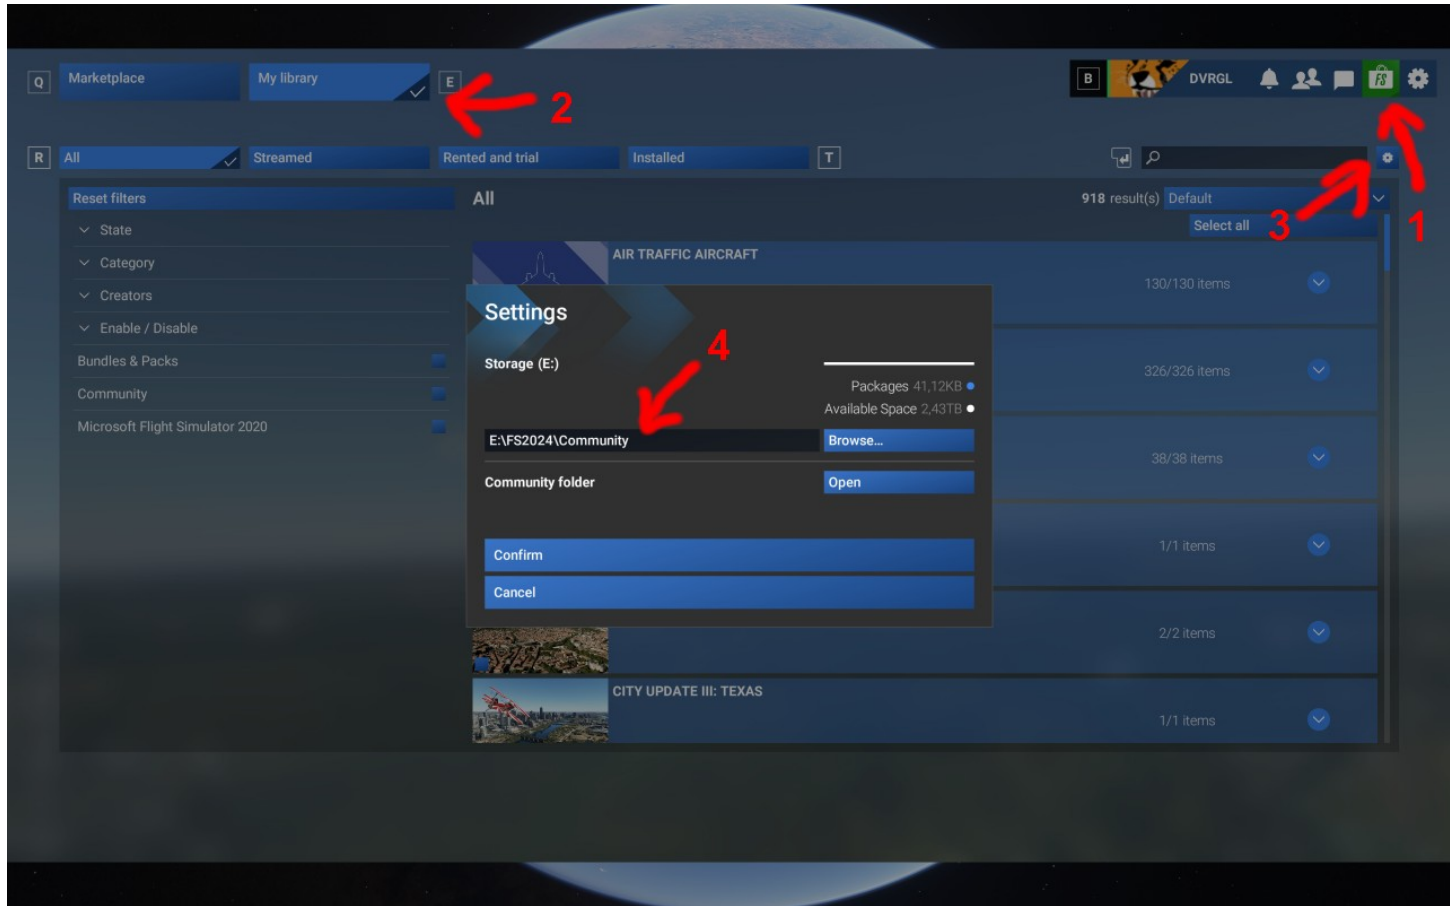 Q Marketplace My library E
2
B DVRGL FS
R All Streamed Rented and trial Installed T
Reset filters
State
Category
Creators
Enable / Disable
Bundles & Packs
Community
Microsoft Flight Simulator 2020
All
918 result(s) Default
Select all
3
1
AIR TRAFFIC AIRCRAFT
130/130 items
326/326 items
38/38 items
1/1 items
2/2 items
CITY UPDATE III: TEXAS
1/1 items
Settings
4
Storage (E:)
Packages 41,12KB
Available Space 2,43TB
E:\FS2024\Community Browse...
Community folder Open
Confirm
Cancel